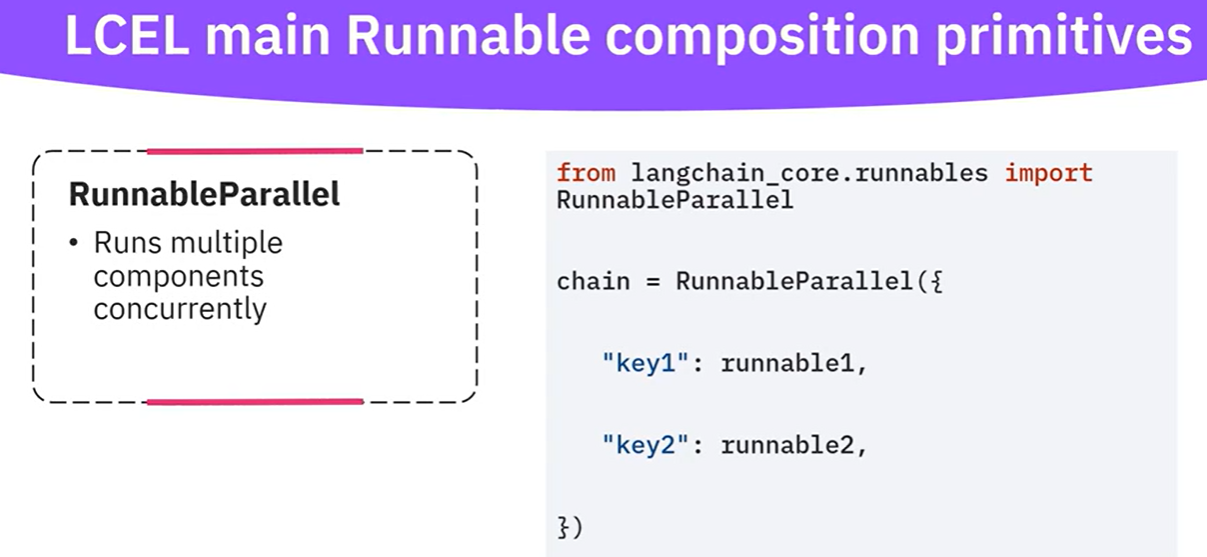 LCEL main Runnable composition primitives
RunnableParallel
• Runs multiple
components
concurrently
from langchain_core.runnables import
RunnableParallel
chain = RunnableParallel({
"key1": runnable1,
"key2": runnable2,
})